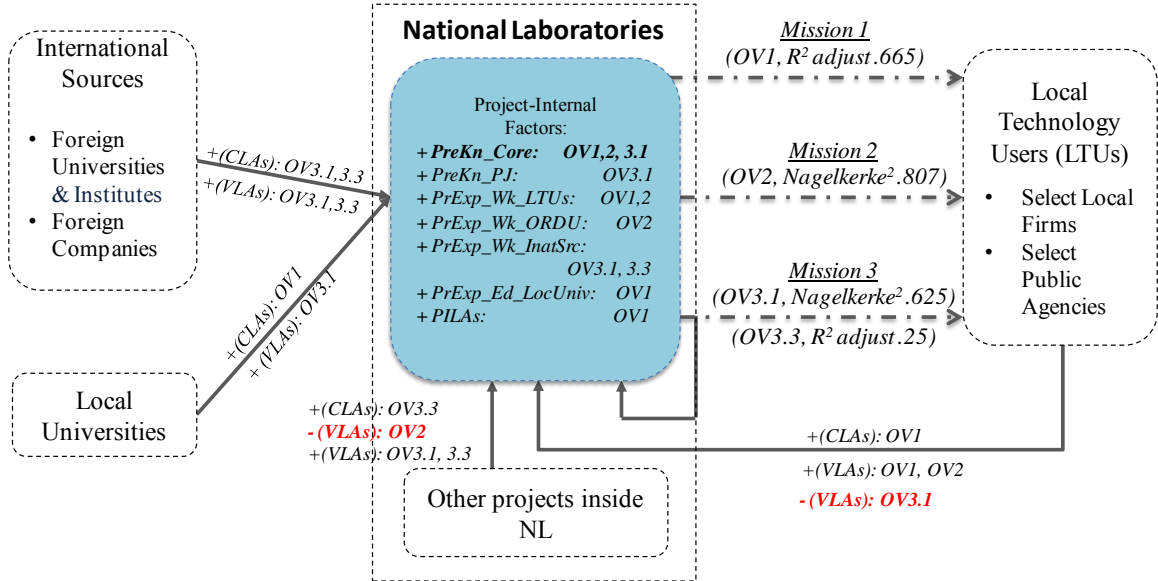 International
Sources
• Foreign
Universities
& Institutes
• Foreign
Companies
Local
Universities
+(CLAs): OV3.1,3.3
+(VLAs): OV3.1,3.3
+(CLAs): OV1
+ (VLAs): OV3.1
National Laboratories
Project-Internal
Factors:
+ PreKn_Core: OV1,2, 3.1
+ PreKn_PJ: OV3.1
+ PrExp_Wk_LTUs: OV1,2
+ PrExp_Wk_ORDU: OV2
+ PrExp_Wk_InatSrc:
OV3.1, 3.3
+ PrExp_Ed_LocUniv: OV1
+ PILAs: OV1
+(CLAs): OV3.3
- (VLAs): OV2
+(VLAs): OV3.1, 3.3
Other projects inside
NL
Mission 1
(OV1, R² adjust .665)
Mission 2
(OV2, Nagelkerke² .807)
Mission 3
(OV3.1, Nagelkerke² .625)
(OV3.3, R² adjust .25)
Local
Technology
Users (LTUs)
• Select Local
Firms
• Select
Public
Agencies
+(CLAs): OV1
+(VLAs): OV1, OV2
- (VLAs): OV3.1